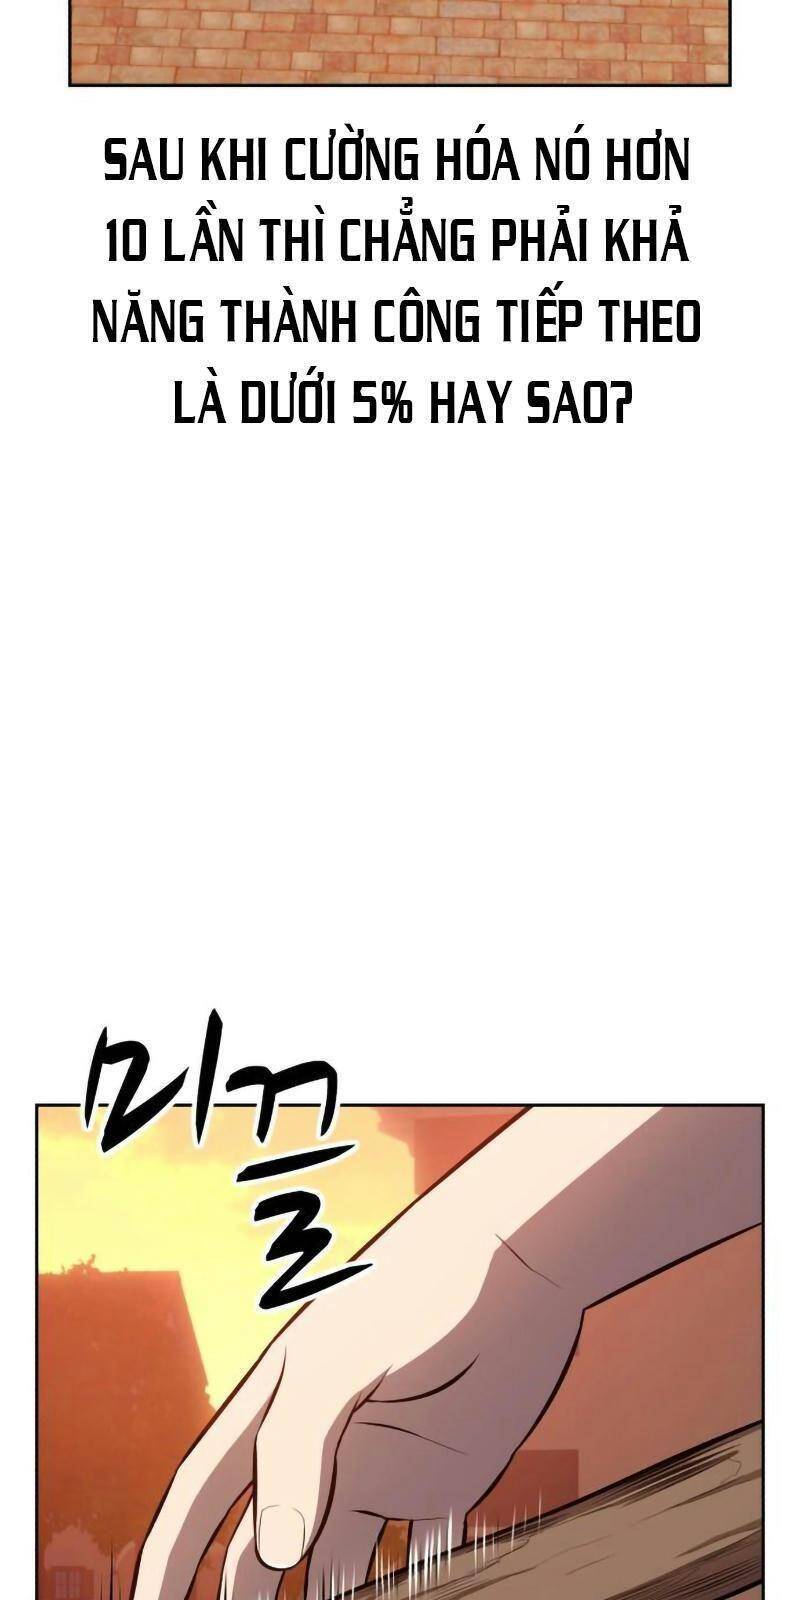 SAU KHI CƯỜNG HÓA NÓ HƠN
10 LẦN THÌ CHẲNG PHẢI KHẢ
NĂNG THÀNH CÔNG TIẾP THEO
LÀ DƯỚI 5% HAY SAO?
미끌